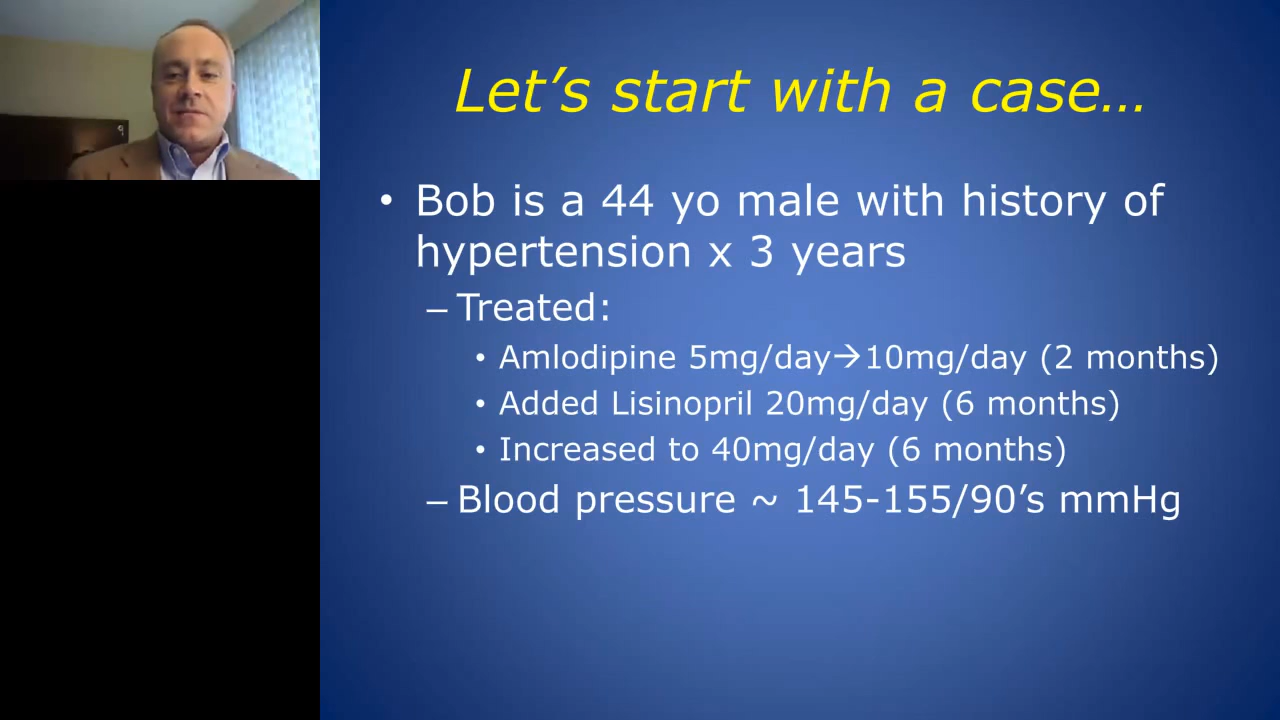 Let’s start with a case…
• Bob is a 44 yo male with history of
hypertension x 3 years
– Treated:
• Amlodipine 5mg/day→10mg/day (2 months)
• Added Lisinopril 20mg/day (6 months)
• Increased to 40mg/day (6 months)
– Blood pressure ~ 145-155/90’s mmHg